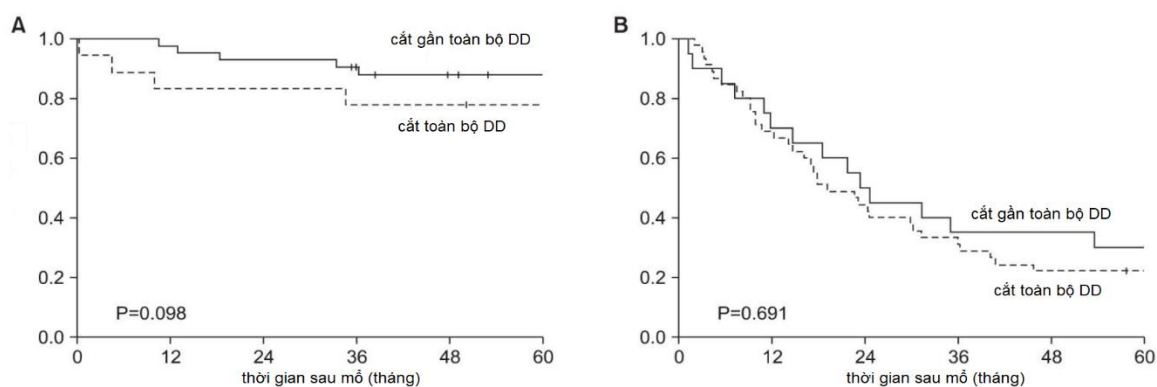 A
1.0
0.8
0.6
0.4
0.2
0.0
cắt gần toàn bộ DD
cắt toàn bộ DD
P=0.098
0 12 24 36 48 60
thời gian sau mổ (tháng)
B
1.0
0.8
0.6
0.4
0.2
0.0
cắt gần toàn bộ DD
cắt toàn bộ DD
P=0.691
0 12 24 36 48 60
thời gian sau mổ (tháng)